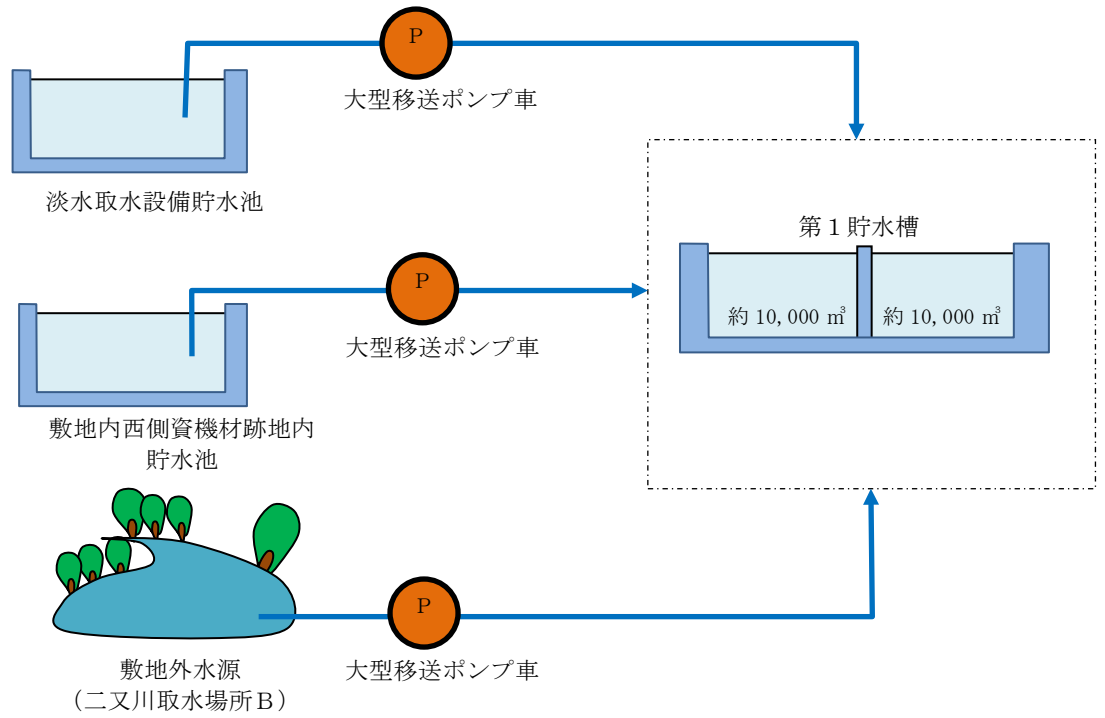 P
大型移送ポンプ車
淡水取水設備貯水池
第１貯水槽
約 10,000 ㎥
約 10,000 ㎥
P
大型移送ポンプ車
敷地内西側資機材跡地内
貯水池
P
大型移送ポンプ車
敷地外水源
（二又川取水場所Ｂ）